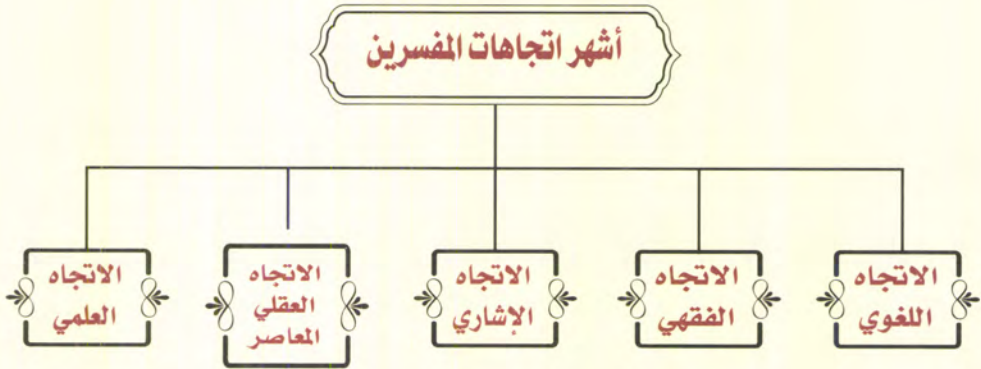 أشهر اتجاهات المفسرين
الاتجاه
اللغوي
الاتجاه
الفقهي
الاتجاه
الإشاري
الاتجاه
العقلي
المعاصر
الاتجاه
العلمي